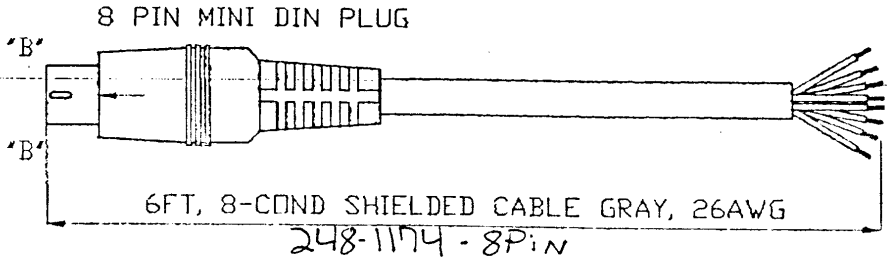 8 PIN MINI DIN PLUG
"B"
"B"
6FT, 8-COND SHIELDED CABLE GRAY, 26AWG
248-1174 - 8PiN